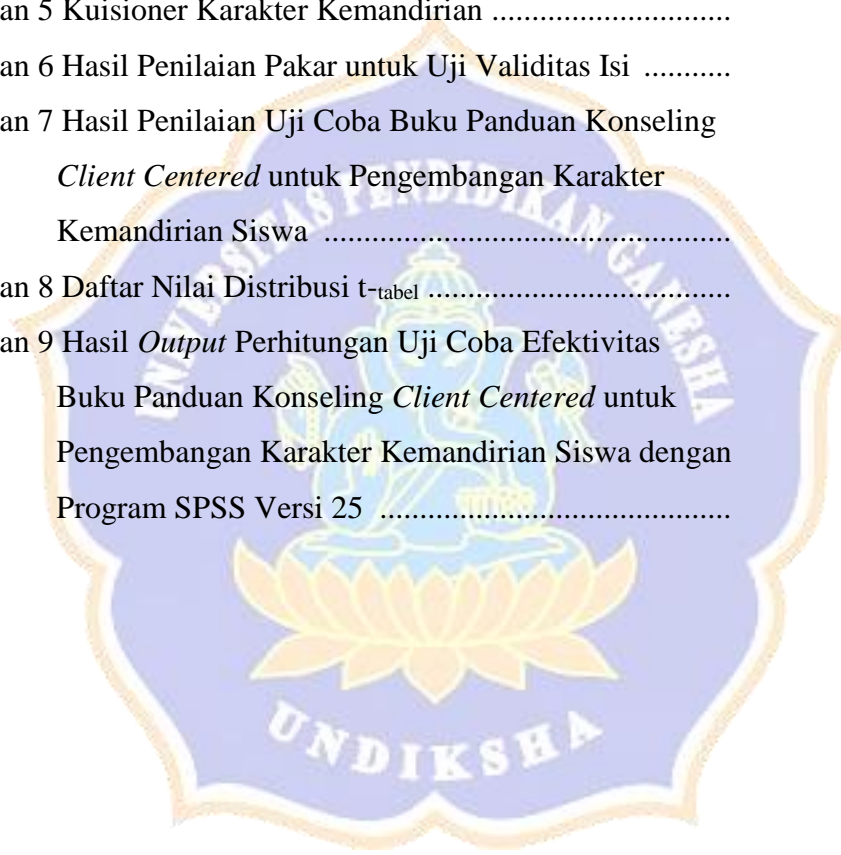 an 5 Kuisioner Karakter Kemandirian ..............................
an 6 Hasil Penilaian Pakar untuk Uji Validitas Isi ...........
an 7 Hasil Penilaian Uji Coba Buku Panduan Konseling
Client Centered untuk Pengembangan Karakter
Kemandirian Siswa ...................................................
an 8 Daftar Nilai Distribusi t-tabel ......................................
an 9 Hasil Output Perhitungan Uji Coba Efektivitas
Buku Panduan Konseling Client Centered untuk
Pengembangan Karakter Kemandirian Siswa dengan
Program SPSS Versi 25 ............................................
UNIVERSITAS PENDIDIKAN GANESHA
UNDIKSHA